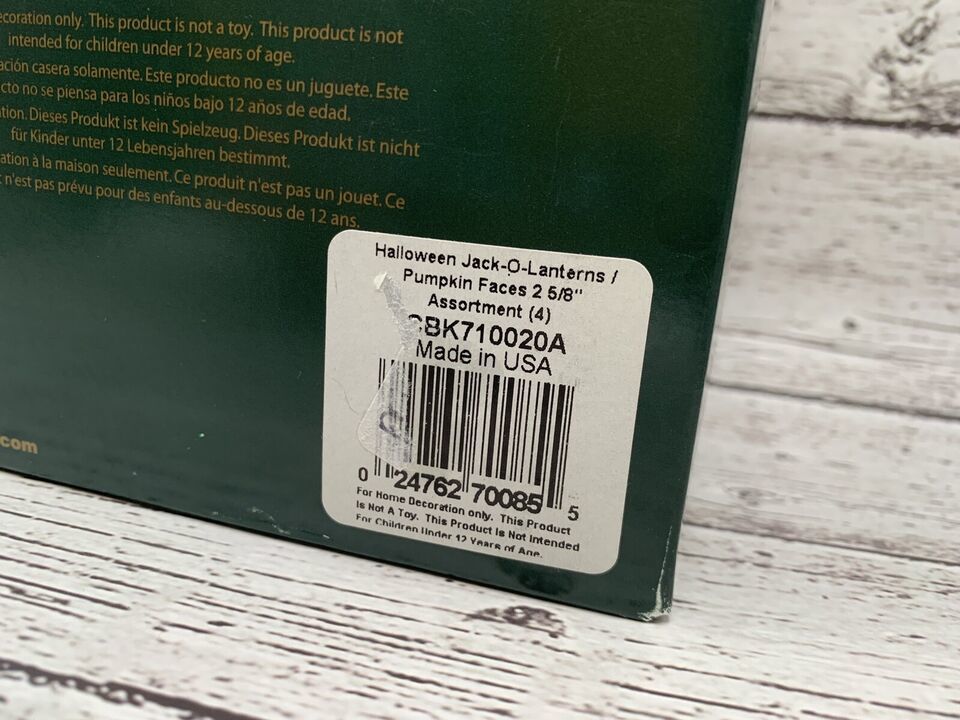 coration only. This product is not a toy. This product is not
intended for children under 12 years of age.
ación casera solamente. Este producto no es un juguete. Este
cto no se piensa para los niños bajo 12 años de edad.
tion. Dieses Produkt ist kein Spielzeug. Dieses Produkt ist nicht
für Kinder unter 12 Lebensjahren bestimmt.
ation à la maison seulement. Ce produit n'est pas un jouet. Ce
t n'est pas prévu pour des enfants au-dessous de 12 ans.
.com
Halloween Jack-O-Lanterns /
Pumpkin Faces 2 5/8"
Assortment (4)
CBK710020A
Made in USA
0 24762 70085 5
For Home Decoration only. This Product
Is Not A Toy. This Product Is Not Intended
For Children Under 12 Years of Age.